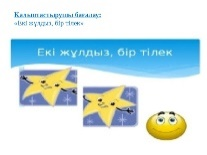 Қалыптастырушы бағалау:
«Екі жұлдыз, бір тілек»
Екі жұлдыз, бір тілек